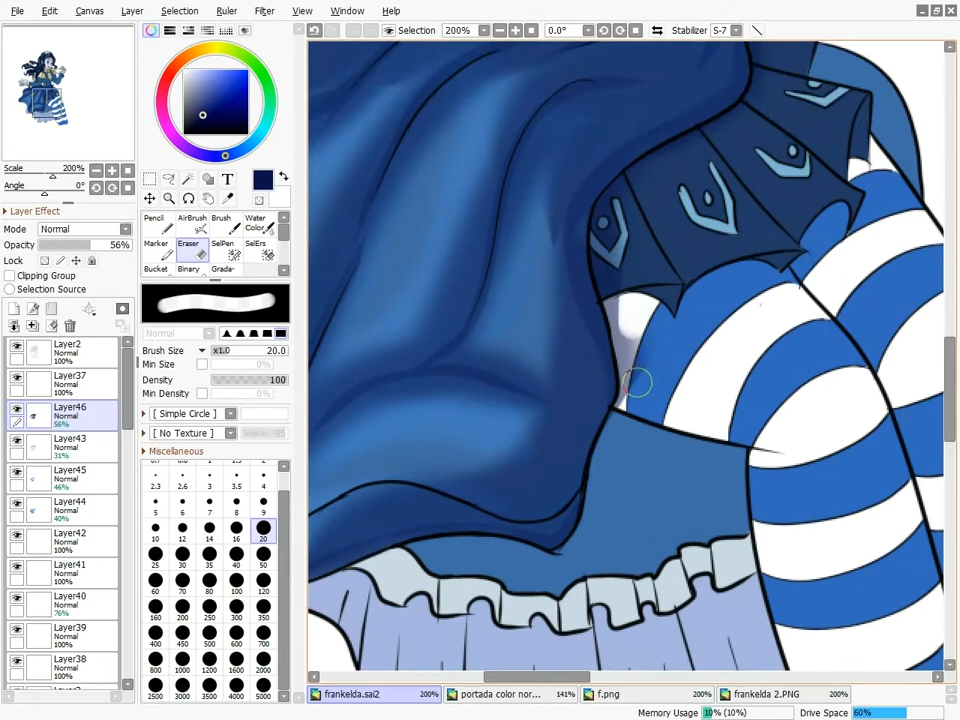 File Edit Canvas Layer Selection Ruler Filter View Window Help
Selection 200% 0.0° Stabilizer S-7
Scale 200%
Angle 0°
Layer Effect
Mode Normal
Opacity 56%
Lock
Clipping Group
Selection Source
Layer2
Normal
100%
Layer37
Normal
100%
Layer46
Normal
56%
Layer43
Normal
31%
Layer45
Normal
46%
Layer44
Normal
40%
Layer42
Normal
100%
Layer41
Normal
100%
Layer40
Normal
76%
Layer39
Normal
100%
Layer38
Normal
100%
T
Pencil AirBrush Brush Water Color
Marker Eraser SelPen SelErs
Bucket Binary Grada-
Normal
Brush Size x1.0 20.0
Min Size 0%
Density 100
Min Density 0%
[ Simple Circle ]
[ No Texture ]
Miscellaneous
2.3 2.6 3 3.5 4
5 6 7 8 9
10 12 14 16 20
25 30 35 40 50
60 70 80 100 120
160 200 250 300 350
400 450 500 600 700
800 1000 1200 1600 2000
2500 3000 3500 4000 5000
frankelda.sai2 200% portada color nor... 141% f.png 200% frankelda 2.PNG 200%
Memory Usage 10% (10%) Drive Space 60%